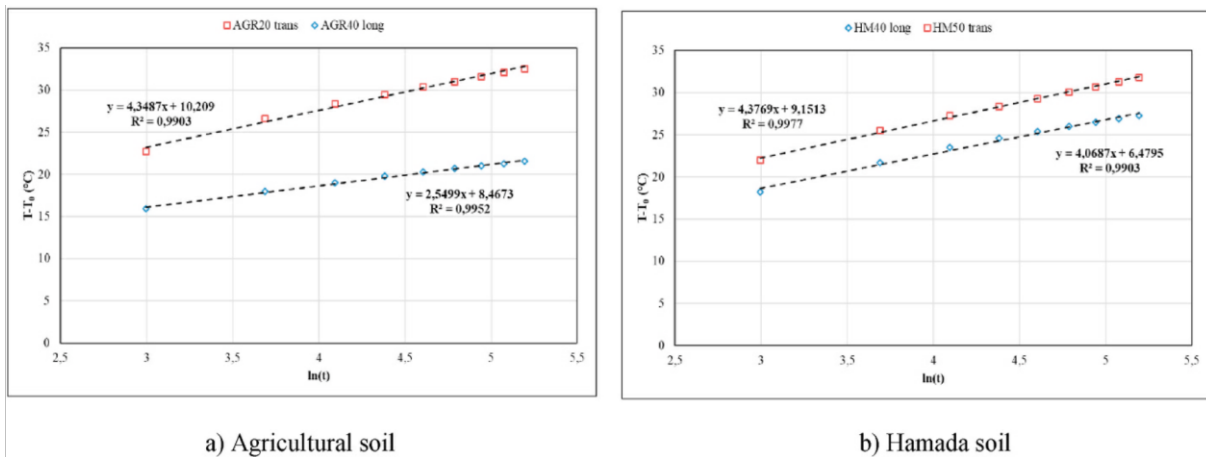 AGR20 trans AGR40 long
35
30
25
20
15
10
5
0
T-T₀ (°C)
y = 4,3487x + 10,209
R² = 0,9903
y = 2,5499x + 8,4673
R² = 0,9952
2,5 3 3,5 4 4,5 5 5,5
ln(t)
a) Agricultural soil
HM40 long HM50 trans
35
30
25
20
15
10
5
0
T-T₀ (°C)
y = 4,3769x + 9,1513
R² = 0,9977
y = 4,0687x + 6,4795
R² = 0,9903
2,5 3 3,5 4 4,5 5 5,5
ln(t)
b) Hamada soil